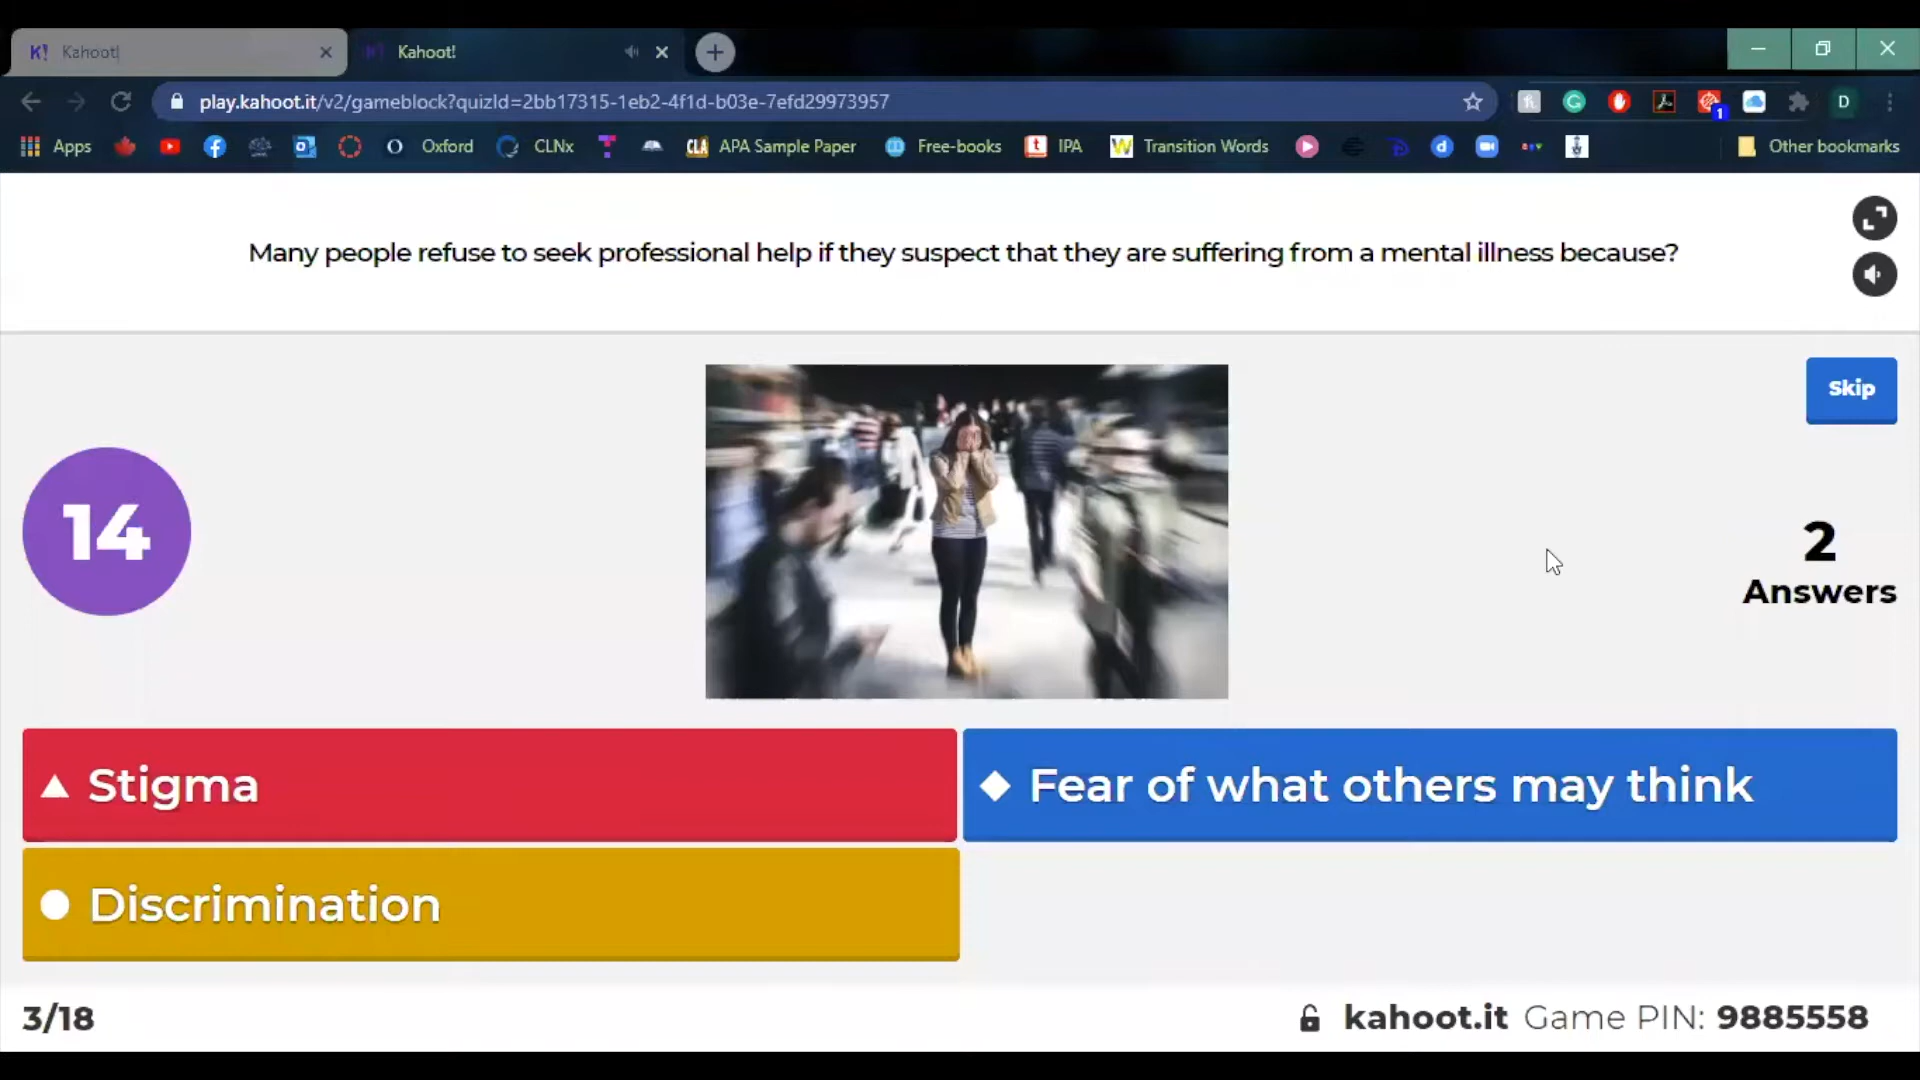 Kahoot!
Kahoot!
play.kahoot.it/v2/gameblock?quizId=2bb17315-1eb2-4f1d-b03e-7efd29973957
1
D
Apps
Oxford
CLNx
CLA
APA Sample Paper
Free-books
IPA
Transition Words
Other bookmarks
Many people refuse to seek professional help if they suspect that they are suffering from a mental illness because?
Skip
14
2
Answers
Stigma
Fear of what others may think
Discrimination
3/18
kahoot.it Game PIN: 9885558